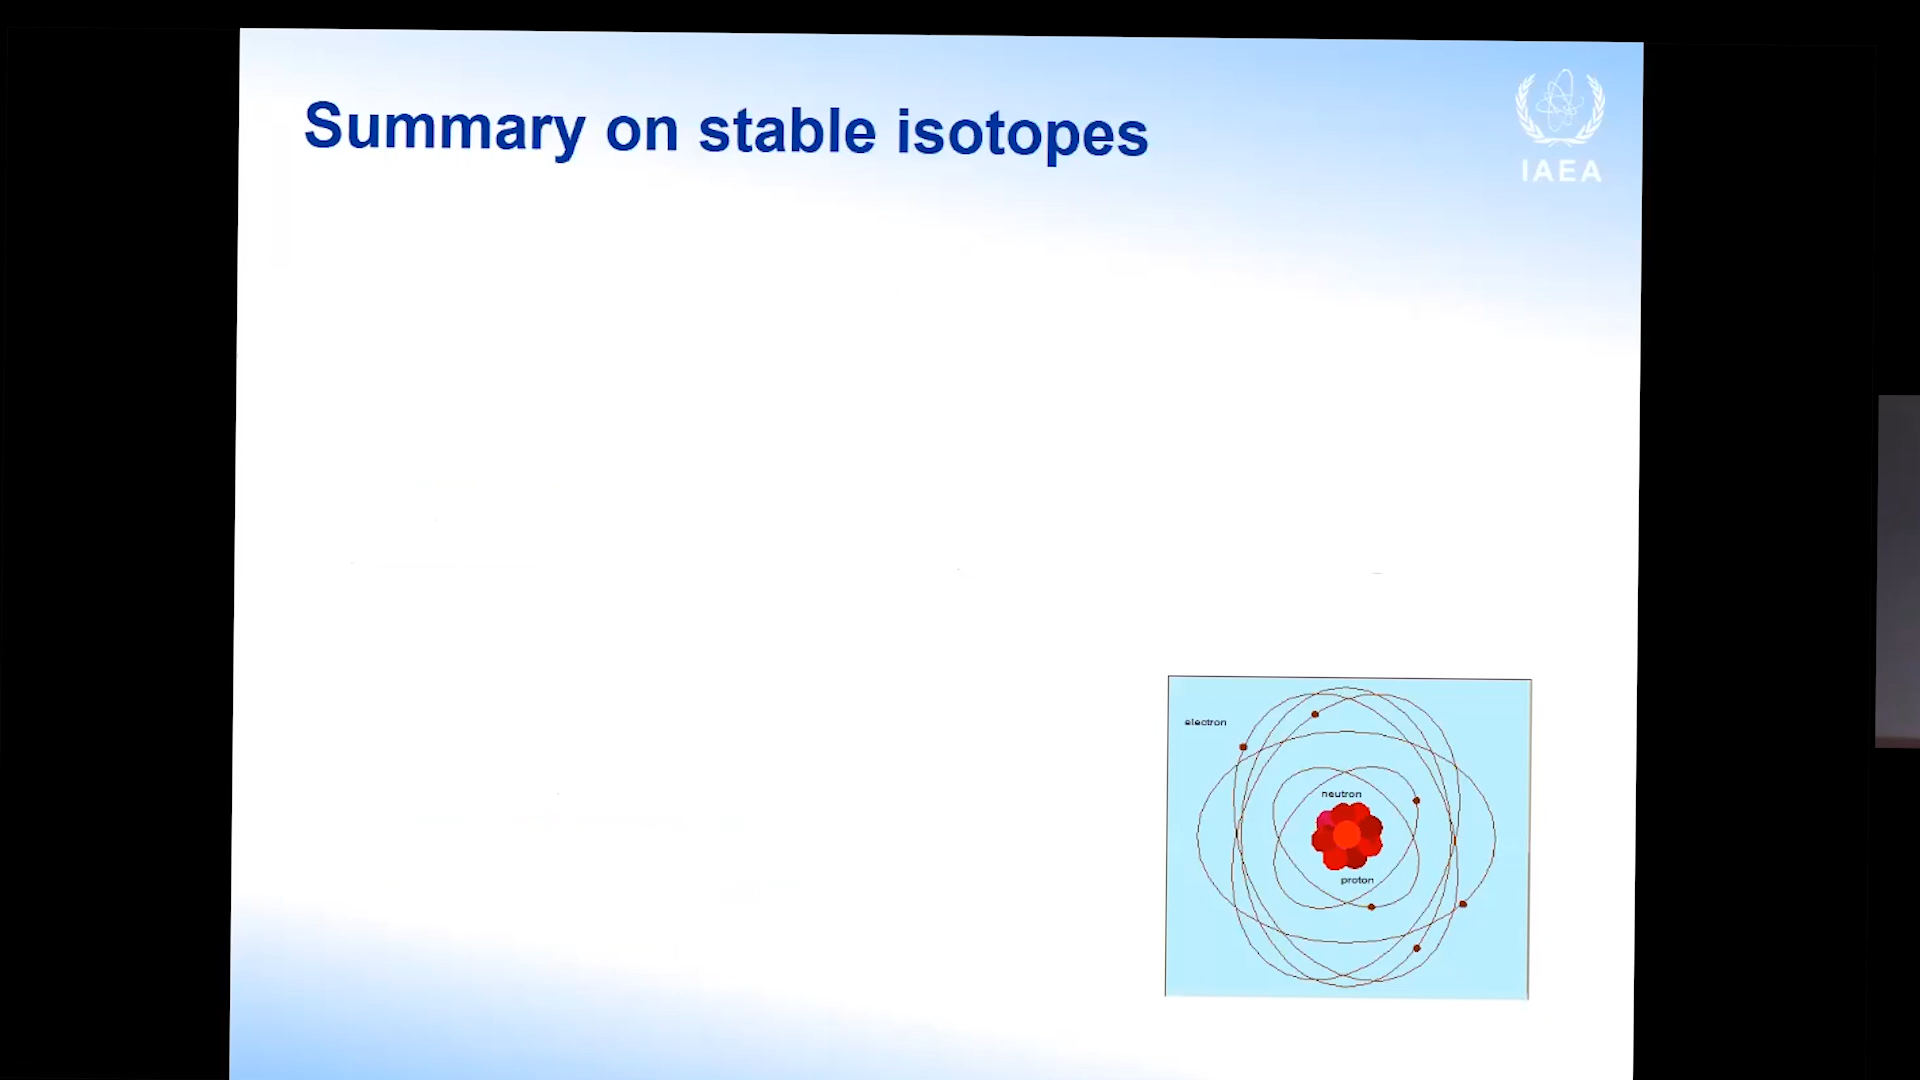 Summary on stable isotopes
IAEA
electron
neutron
proton